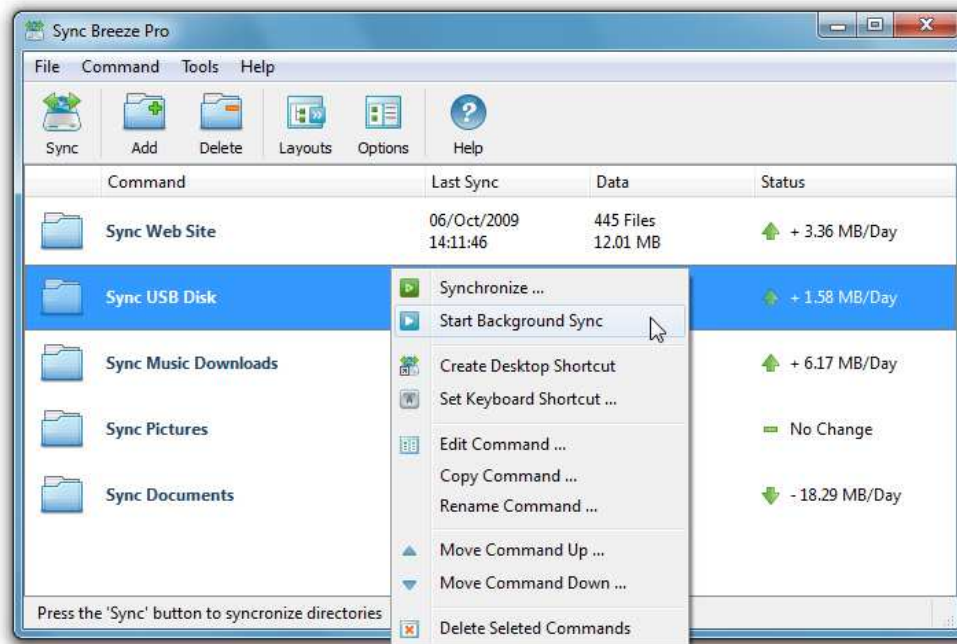 Sync Breeze Pro
File Command Tools Help
Sync Add Delete Layouts Options Help
Command Last Sync Data Status
Sync Web Site 06/Oct/2009 14:11:46 445 Files 12.01 MB + 3.36 MB/Day
Sync USB Disk + 1.58 MB/Day
Sync Music Downloads + 6.17 MB/Day
Sync Pictures No Change
Sync Documents - 18.29 MB/Day
Synchronize ...
Start Background Sync
Create Desktop Shortcut
Set Keyboard Shortcut ...
Edit Command ...
Copy Command ...
Rename Command ...
Move Command Up ...
Move Command Down ...
Delete Seleted Commands
Press the 'Sync' button to syncronize directories